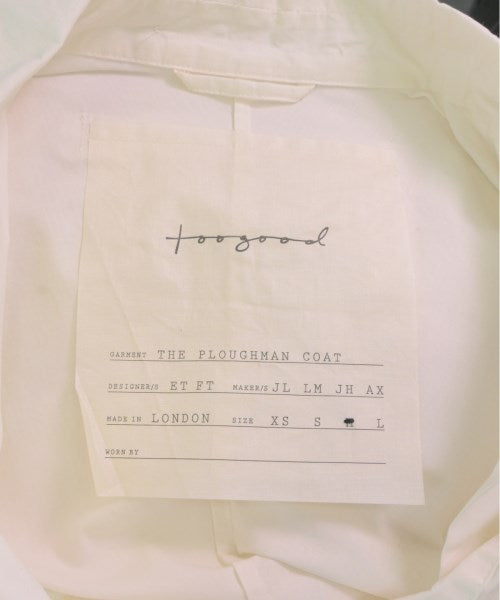 toogood
GARMENT THE PLOUGHMAN COAT
DESIGNER/S ET FT MAKER/S JL LM JH AX
MADE IN LONDON SIZE XS S L
WORN BY